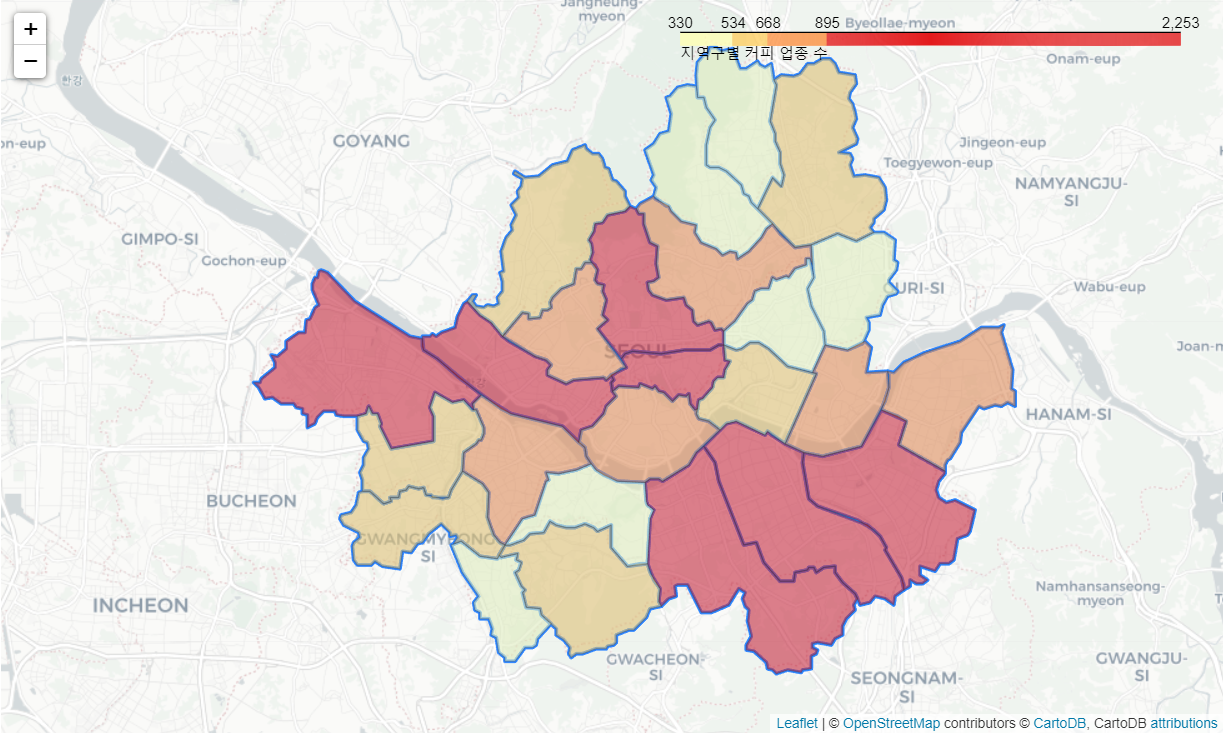 +
−
Jangheung-
myeon
330 534 668 895 2,253
지역구별 커피 업종 수
Byeollae-myeon
Onam-eup
한강
on-eup
GOYANG
Jingeon-eup
Toegyewon-eup
NAMYANGJU-
SI
GIMPO-SI
Gochon-eup
URI-SI
Wabu-eup
SEOUL
Joan-m
HANAM-SI
BUCHEON
GWANGMYEONG-
SI
INCHEON
Namhansanseong-
myeon
GWACHEON-
SI
SEONGNAM-
SI
GWANGJU-
SI
Leaflet | © OpenStreetMap contributors © CartoDB, CartoDB attributions